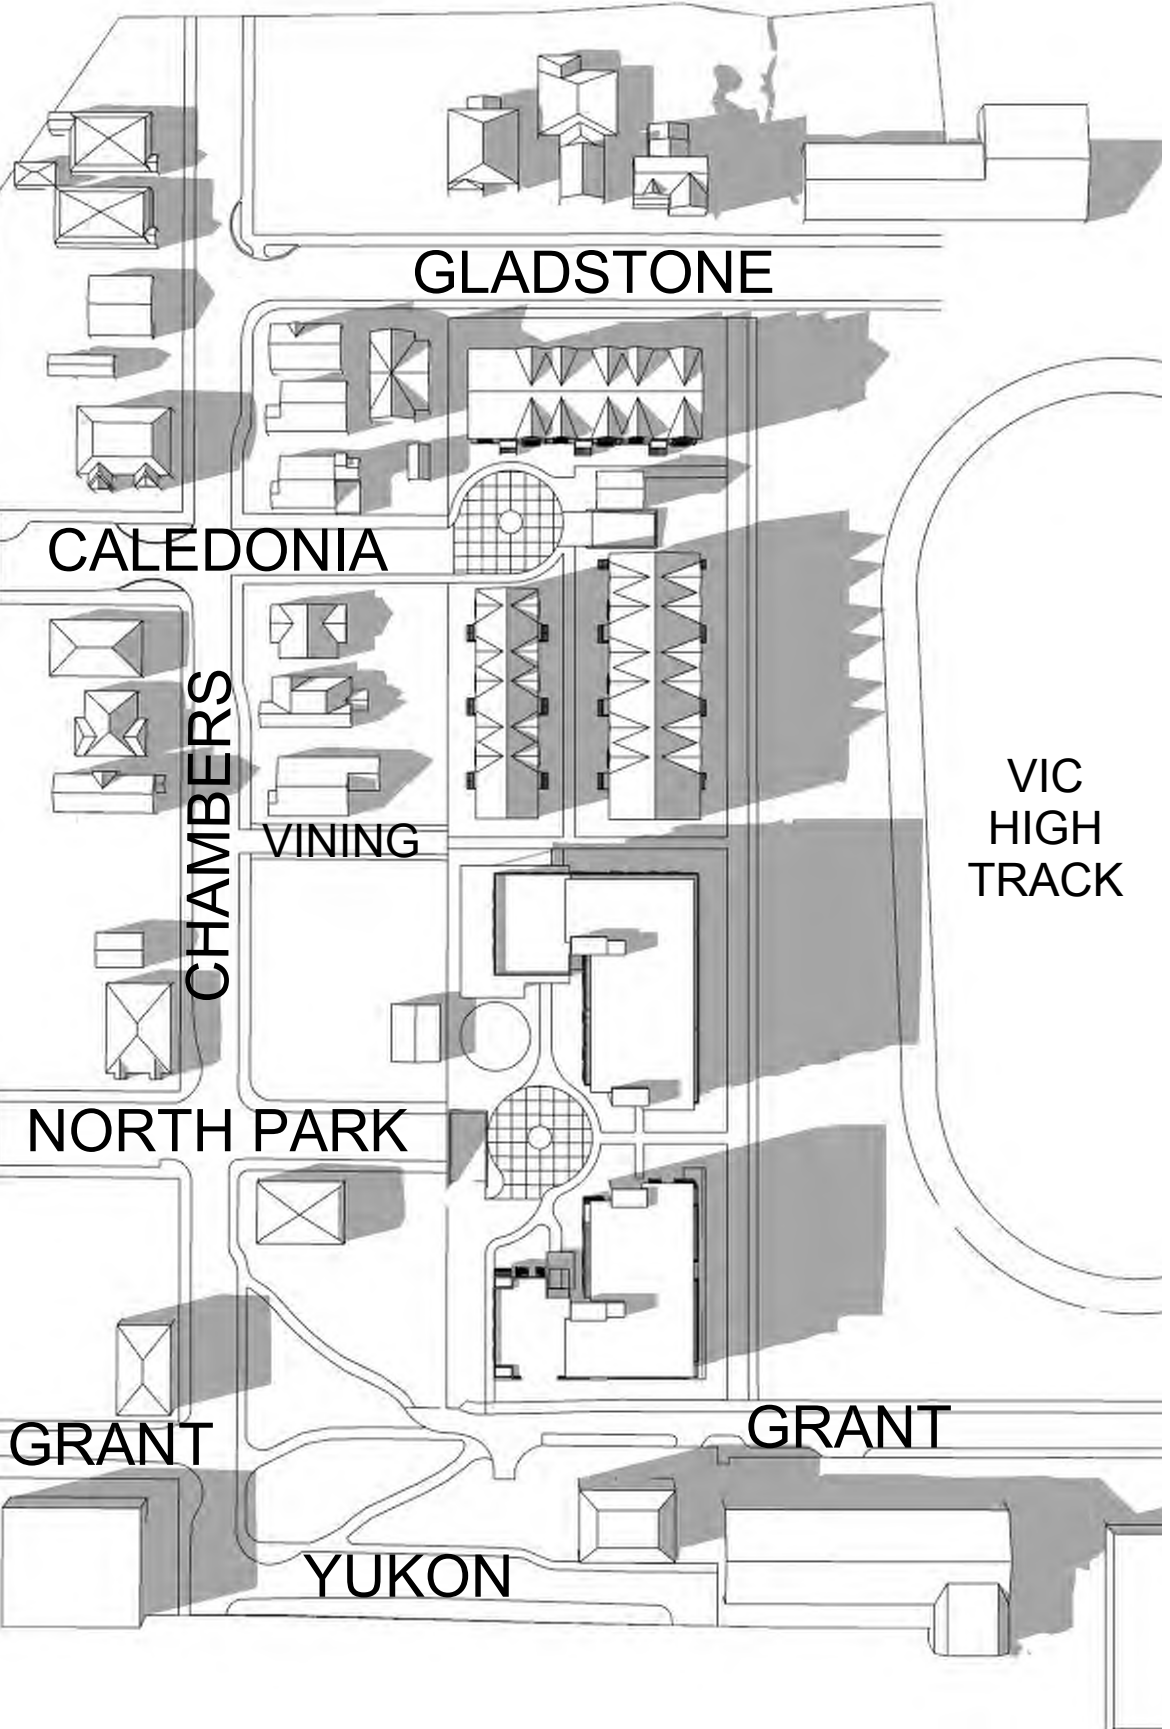 GLADSTONE
CALEDONIA
CHAMBERS
VIC
HIGH
TRACK
VINING
NORTH PARK
GRANT
GRANT
YUKON